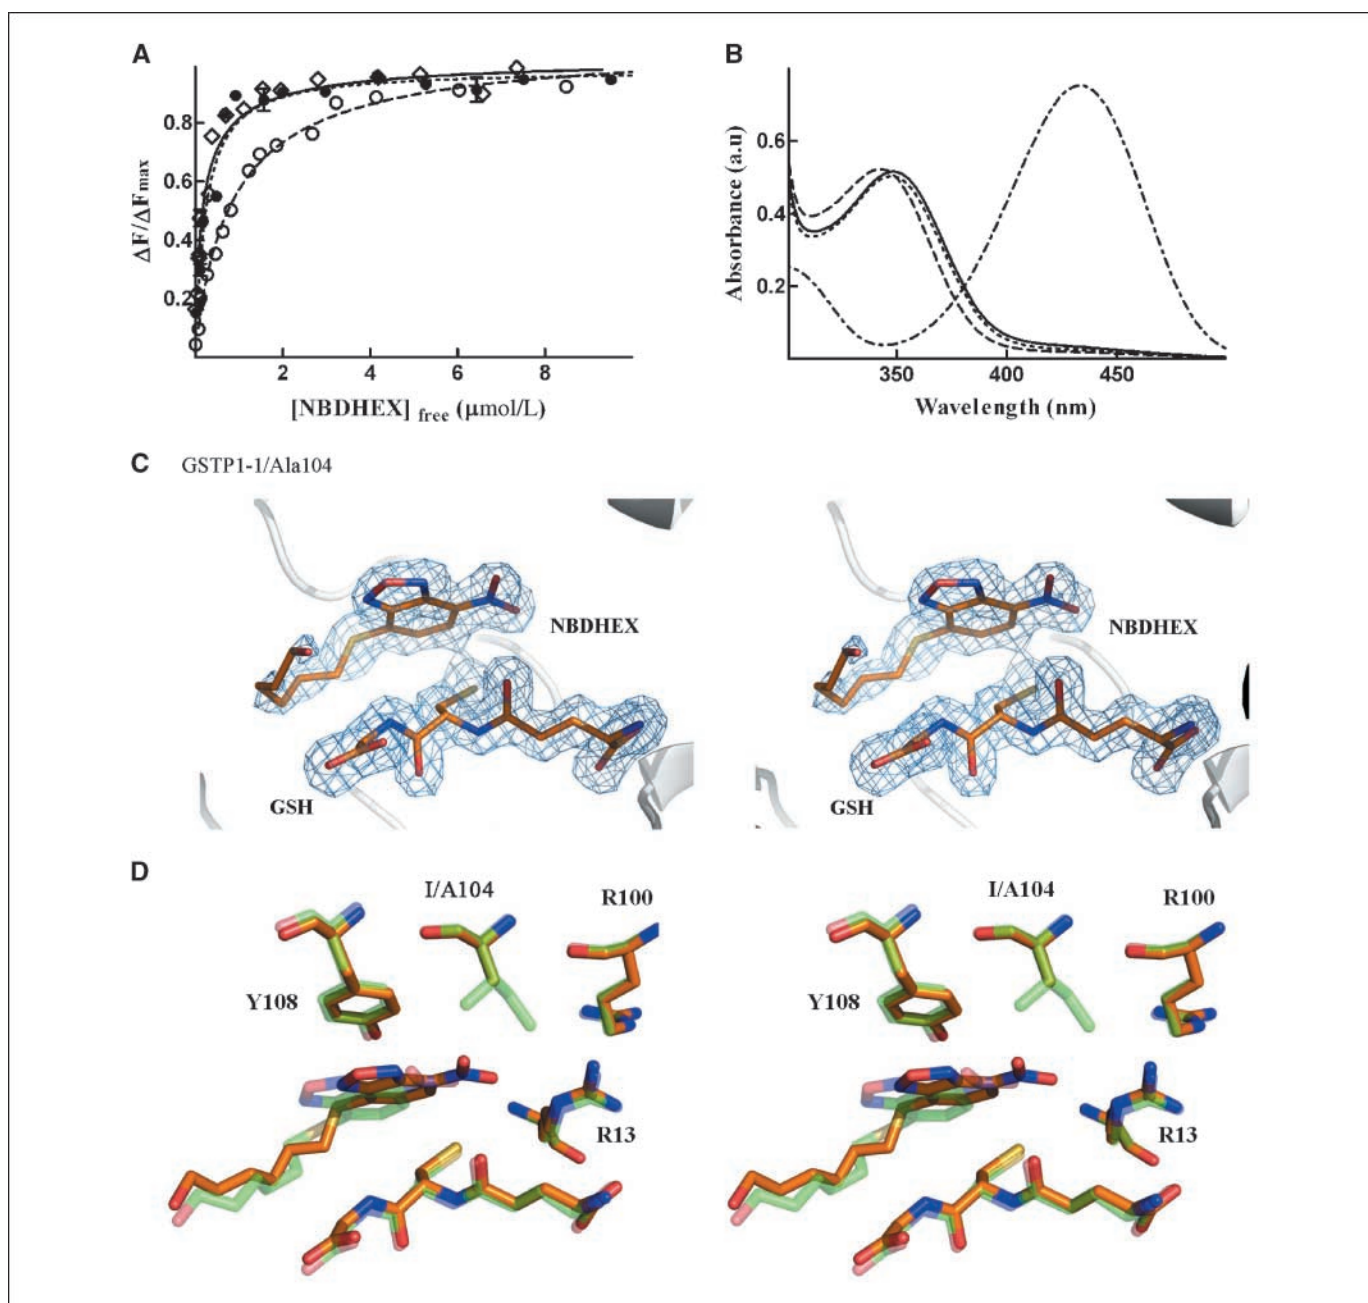 A
B
ΔF/ΔFmax
0.8
0.6
0.4
0.2
2 4 6 8
[NBDHEX] free (μmol/L)
Absorbance (a.u)
0.6
0.4
0.2
350 400 450
Wavelength (nm)
C GSTP1-1/Ala104
NBDHEX
GSH
NBDHEX
GSH
D
I/A104
R100
Y108
R13
I/A104
R100
Y108
R13